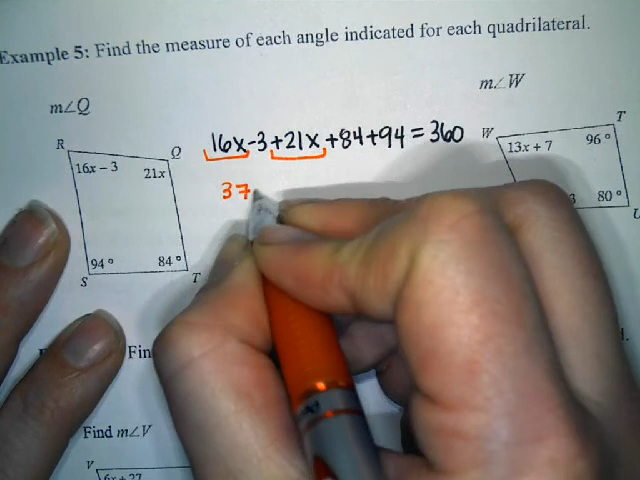 Example 5: Find the measure of each angle indicated for each quadrilateral.
m∠Q
m∠W
R
Q
16x – 3
21x
94°
84°
S
T
16x-3+21x+84+94=360
37
W
T
13x + 7
96°
80°
U
Fin
Find m∠V
V
6x + 27